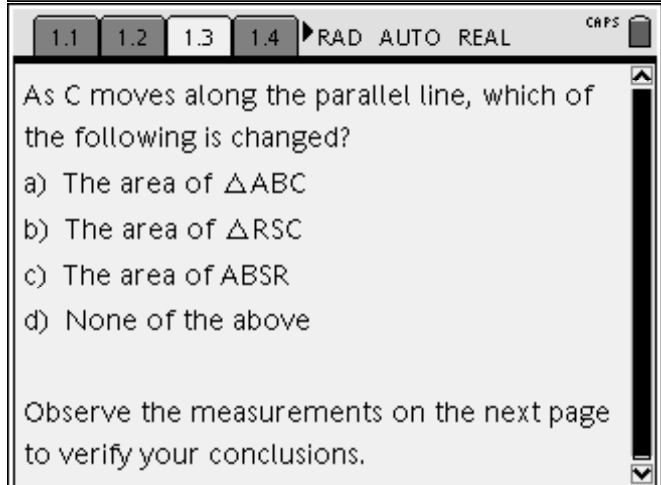 1.1 1.2 1.3 1.4 RAD AUTO REAL CAPS
As C moves along the parallel line, which of
the following is changed?
a) The area of △ABC
b) The area of △RSC
c) The area of ABSR
d) None of the above
Observe the measurements on the next page
to verify your conclusions.